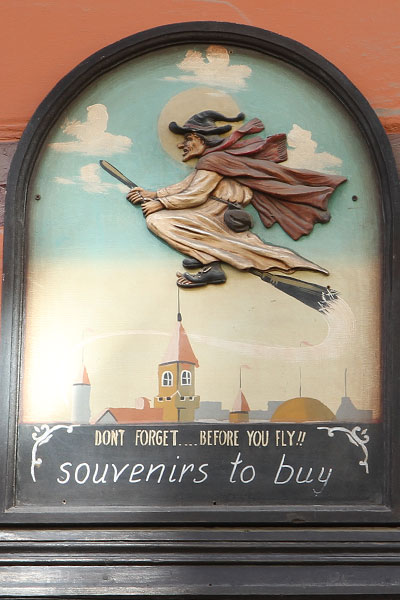 DONT FORGET....BEFORE YOU FLY!!
souvenirs to buy